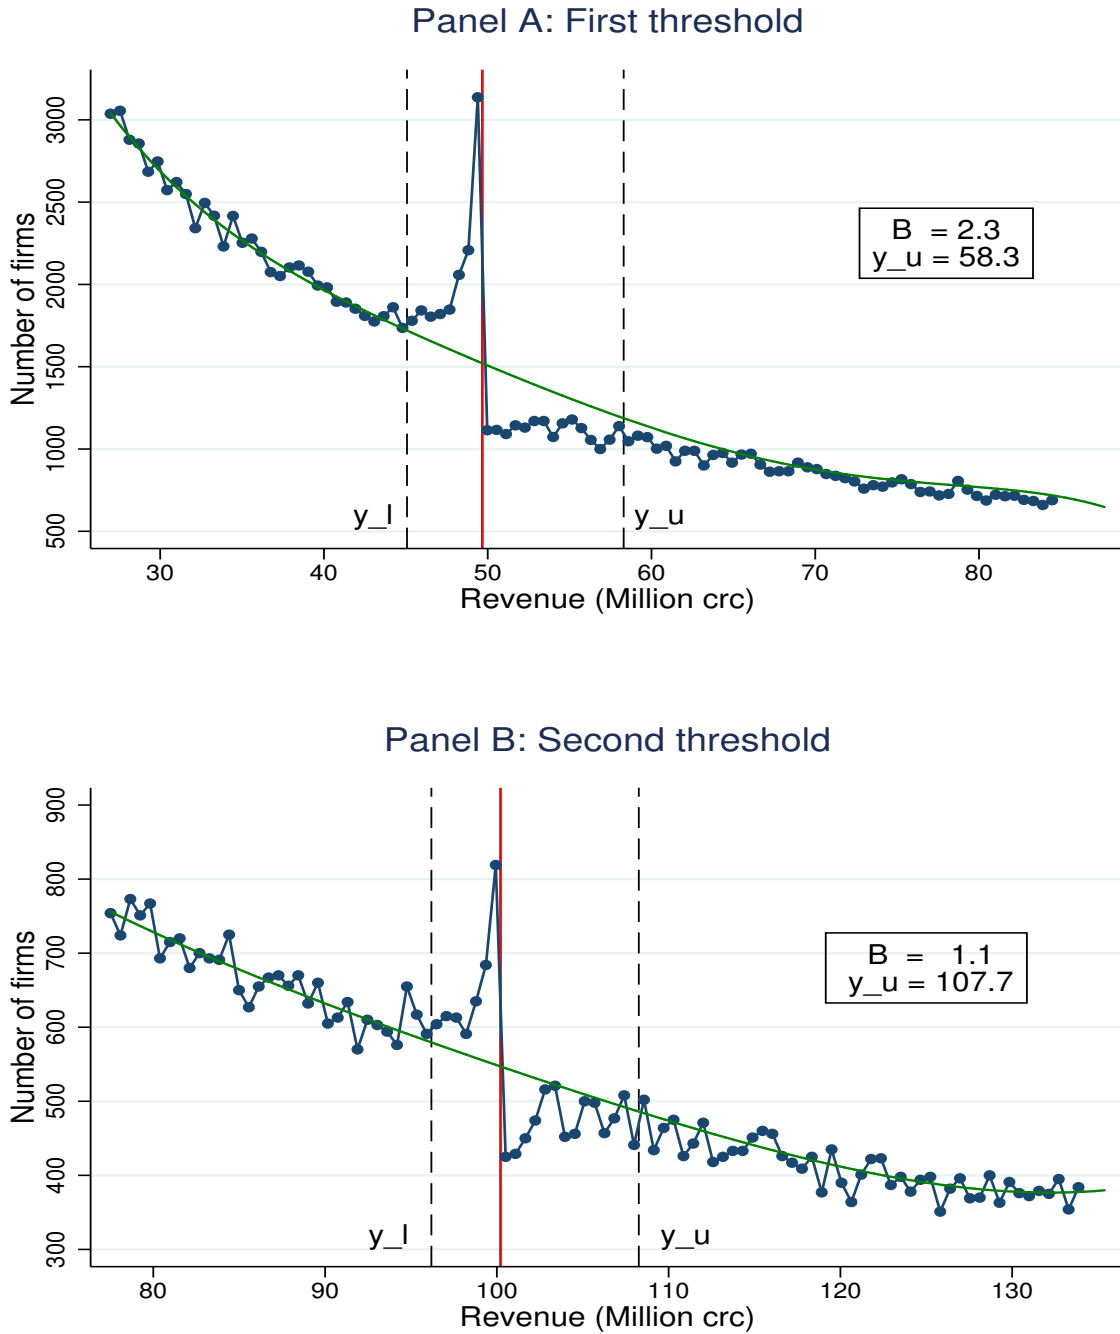 Panel A: First threshold
Number of firms
3000
2500
2000
1500
1000
500
B = 2.3
y_u = 58.3
y_l
y_u
30 40 50 60 70 80
Revenue (Million crc)
Panel B: Second threshold
Number of firms
900
800
700
600
500
400
300
B = 1.1
y_u = 107.7
y_l
y_u
80 90 100 110 120 130
Revenue (Million crc)